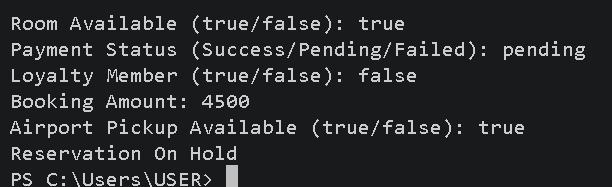 Room Available (true/false): true
Payment Status (Success/Pending/Failed): pending
Loyalty Member (true/false): false
Booking Amount: 4500
Airport Pickup Available (true/false): true
Reservation On Hold
PS C:\Users\USER>